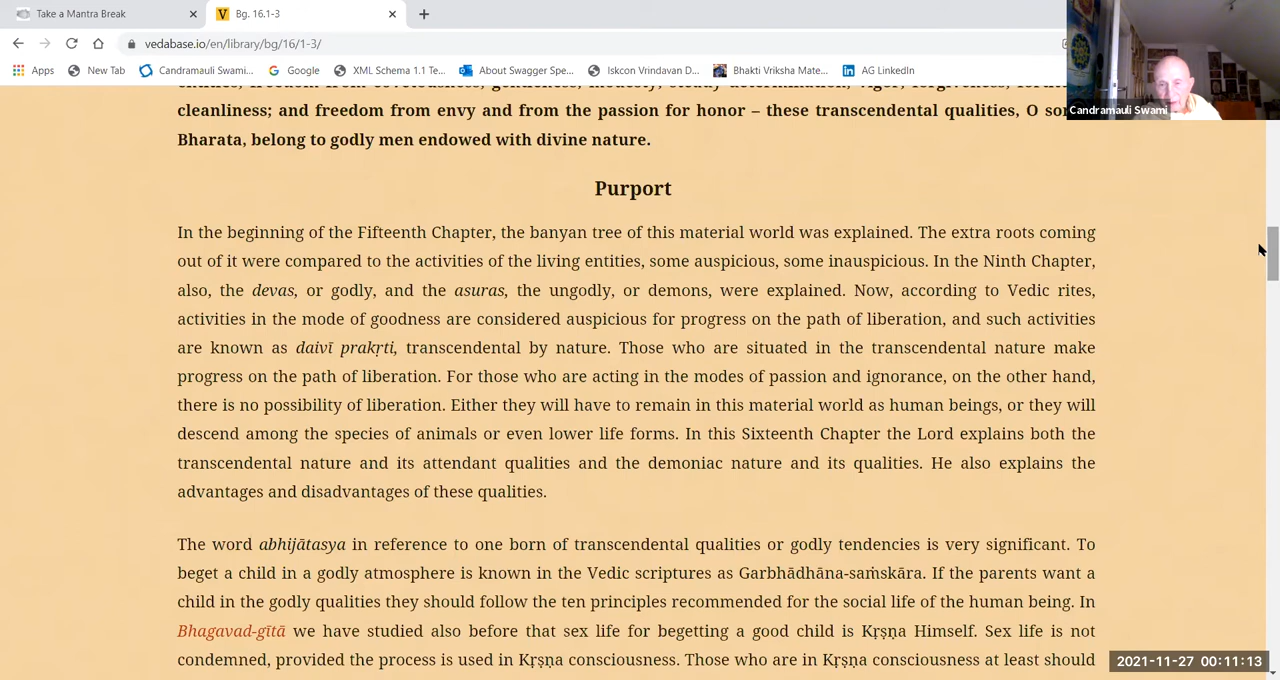 Take a Mantra Break
Bg. 16.1-3
vedabase.io/en/library/bg/16/1-3/
Apps New Tab Candramauli Swami... Google XML Schema 1.1 Te... About Swagger Spe... Iskcon Vrindavan D... Bhakti Vriksha Mate... AG LinkedIn
Candramauli Swami
cleanliness; and freedom from envy and from the passion for honor – these transcendental qualities, O
Bharata, belong to godly men endowed with divine nature.
Purport
In the beginning of the Fifteenth Chapter, the banyan tree of this material world was explained. The extra roots coming
out of it were compared to the activities of the living entities, some auspicious, some inauspicious. In the Ninth Chapter,
also, the devas, or godly, and the asuras, the ungodly, or demons, were explained. Now, according to Vedic rites,
activities in the mode of goodness are considered auspicious for progress on the path of liberation, and such activities
are known as daivī prakṛti, transcendental by nature. Those who are situated in the transcendental nature make
progress on the path of liberation. For those who are acting in the modes of passion and ignorance, on the other hand,
there is no possibility of liberation. Either they will have to remain in this material world as human beings, or they will
descend among the species of animals or even lower life forms. In this Sixteenth Chapter the Lord explains both the
transcendental nature and its attendant qualities and the demoniac nature and its qualities. He also explains the
advantages and disadvantages of these qualities.
The word abhijātasya in reference to one born of transcendental qualities or godly tendencies is very significant. To
beget a child in a godly atmosphere is known in the Vedic scriptures as Garbhādhāna-saṁskāra. If the parents want a
child in the godly qualities they should follow the ten principles recommended for the social life of the human being. In
Bhagavad-gītā we have studied also before that sex life for begetting a good child is Kṛṣṇa Himself. Sex life is not
condemned, provided the process is used in Kṛṣṇa consciousness. Those who are in Kṛṣṇa consciousness at least should
2021-11-27 00:11:13